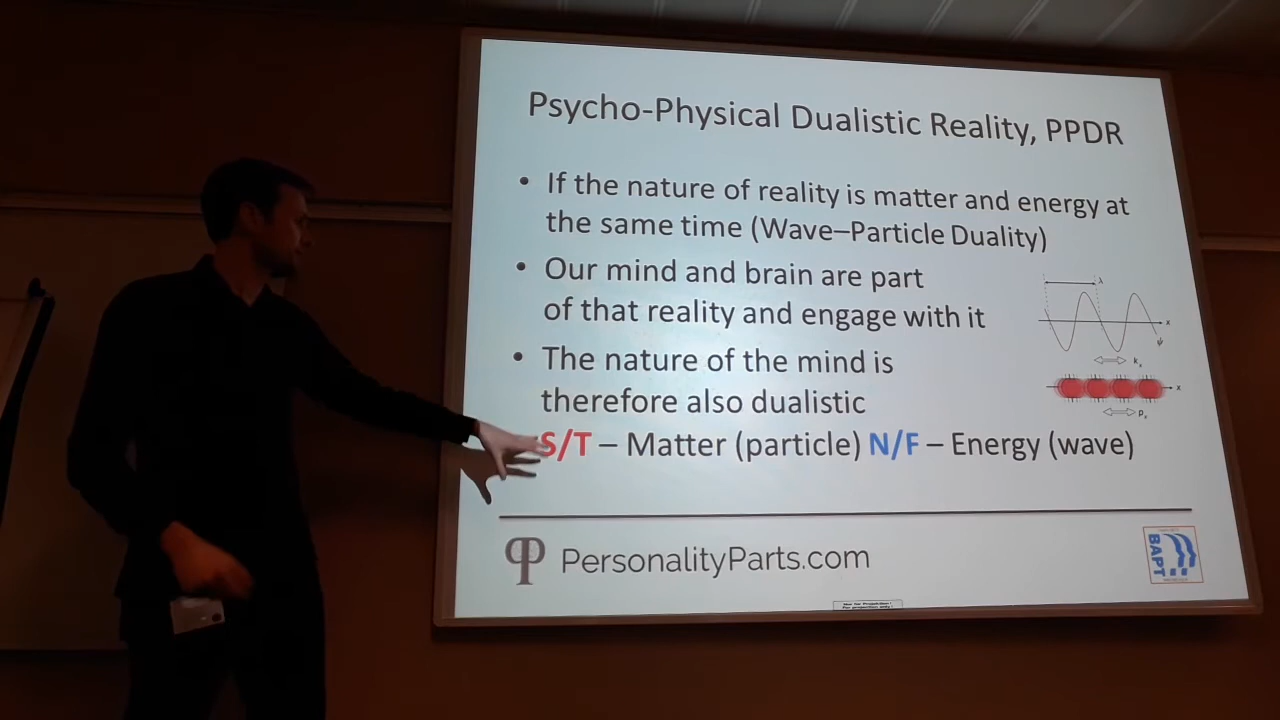 Psycho-Physical Dualistic Reality, PPDR
• If the nature of reality is matter and energy at
the same time (Wave–Particle Duality)
• Our mind and brain are part
of that reality and engage with it
• The nature of the mind is
therefore also dualistic
S/T – Matter (particle) N/F – Energy (wave)
λ
x
ψ
kₓ
x
pₓ
PersonalityParts.com
BAPT